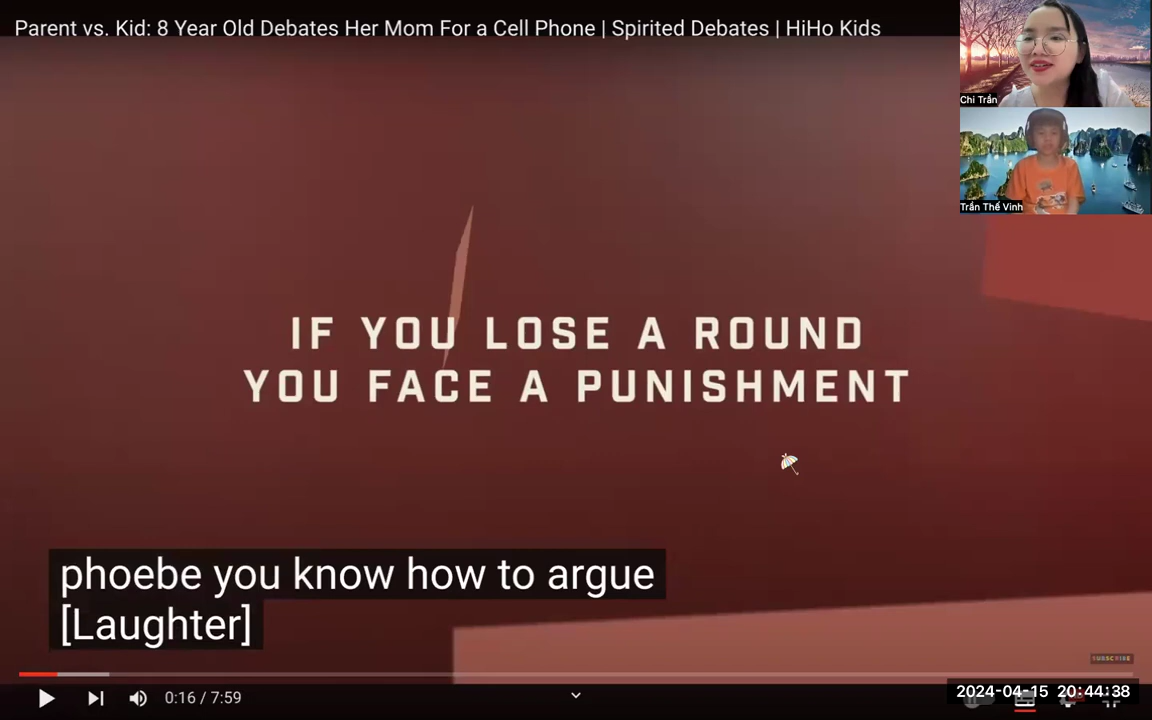 Parent vs. Kid: 8 Year Old Debates Her Mom For a Cell Phone | Spirited Debates | HiHo Kids
Chi Trần
Trần Thế Vinh
IF YOU LOSE A ROUND
YOU FACE A PUNISHMENT
phoebe you know how to argue
[Laughter]
SUBSCRIBE
0:16 / 7:59
2024-04-15 20:44:38